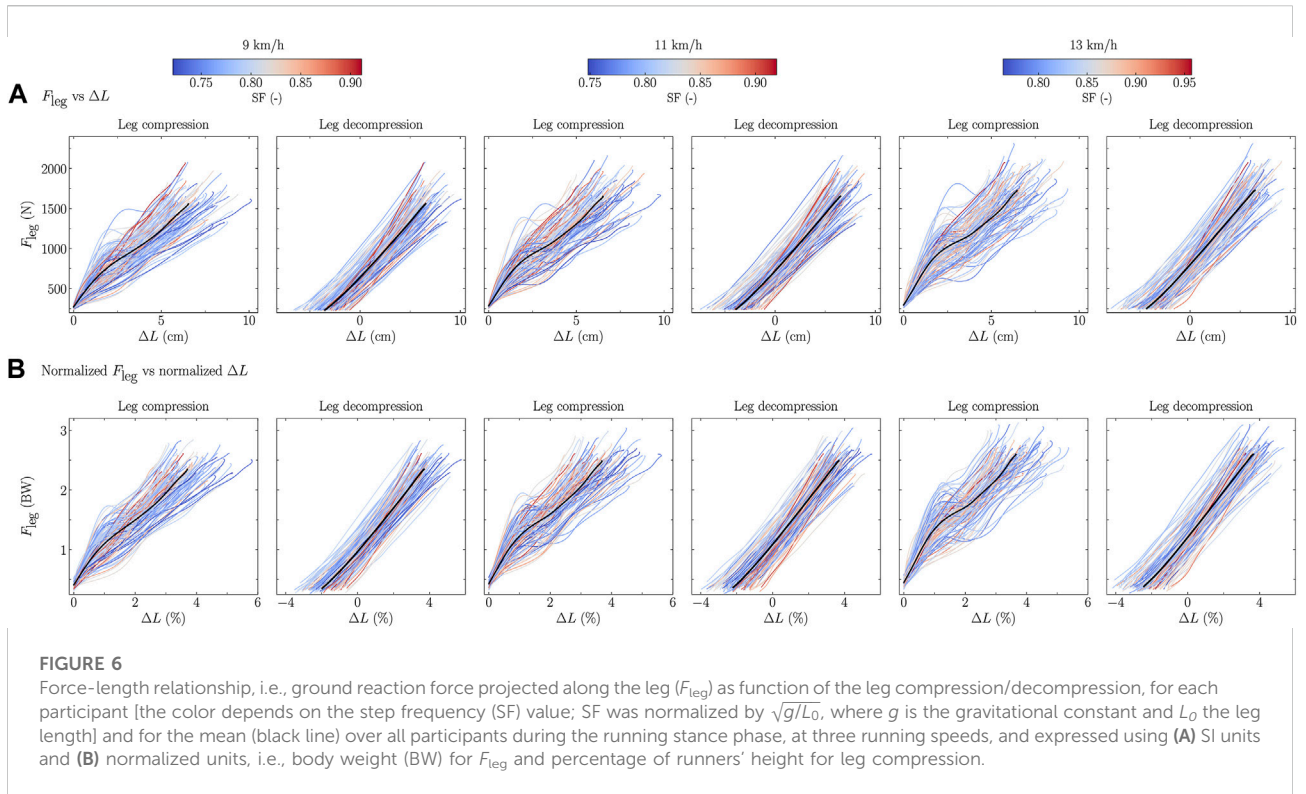 9 km/h 11 km/h 13 km/h
0.75 0.80 0.85 0.90 0.75 0.80 0.85 0.90 0.80 0.85 0.90 0.95
SF (-) SF (-) SF (-)
A F_leg vs ΔL
Leg compression Leg decompression Leg compression Leg decompression Leg compression Leg decompression
2000
1500
1000
500
F_leg (N)
0 5 10 0 5 10 0 5 10 0 5 10 0 5 10 0 5 10
ΔL (cm) ΔL (cm) ΔL (cm) ΔL (cm) ΔL (cm) ΔL (cm)
B Normalized F_leg vs normalized ΔL
Leg compression Leg decompression Leg compression Leg decompression Leg compression Leg decompression
3
2
1
F_leg (BW)
0 2 4 6 −4 0 4 0 2 4 6 −4 0 4 0 2 4 6 −4 0 4
ΔL (%) ΔL (%) ΔL (%) ΔL (%) ΔL (%) ΔL (%)
FIGURE 6
Force-length relationship, i.e., ground reaction force projected along the leg (F_leg) as function of the leg compression/decompression, for each
participant [the color depends on the step frequency (SF) value; SF was normalized by √g/L₀, where g is the gravitational constant and L₀ the leg
length] and for the mean (black line) over all participants during the running stance phase, at three running speeds, and expressed using (A) SI units
and (B) normalized units, i.e., body weight (BW) for F_leg and percentage of runners' height for leg compression.